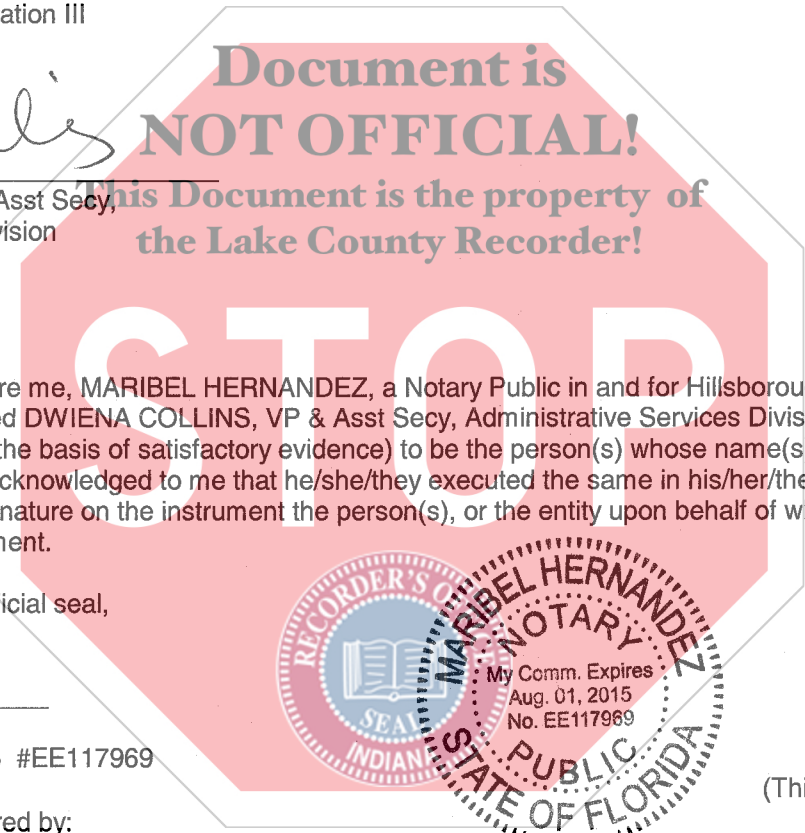 ation III
Document is
NOT OFFICIAL!
Asst Secy,
This Document is the property of
vision
the Lake County Recorder!
STOP
re me, MARIBEL HERNANDEZ, a Notary Public in and for Hillsborou
ed DWIENA COLLINS, VP & Asst Secy, Administrative Services Divis
the basis of satisfactory evidence) to be the person(s) whose name(s
cknowledged to me that he/she/they executed the same in his/her/the
nature on the instrument the person(s), or the entity upon behalf of w
ment.
icial seal,
RECORDER'S OFFICE
SEAL
INDIANA
MARIBEL HERNANDEZ
NOTARY
My Comm. Expires
Aug. 01, 2015
No. EE117969
PUBLIC
STATE OF FLORIDA
#EE117969
(Thi
red by: